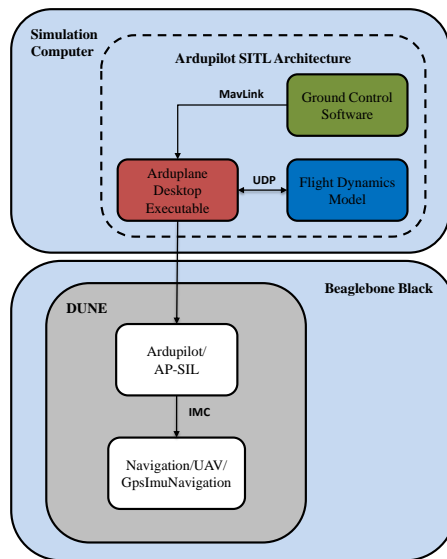 Simulation
Computer
Ardupilot SITL Architecture
MavLink
Ground Control
Software
Arduplane
Desktop
Executable
UDP
Flight Dynamics
Model
Beaglebone Black
DUNE
Ardupilot/
AP-SIL
IMC
Navigation/UAV/
GpsImuNavigation